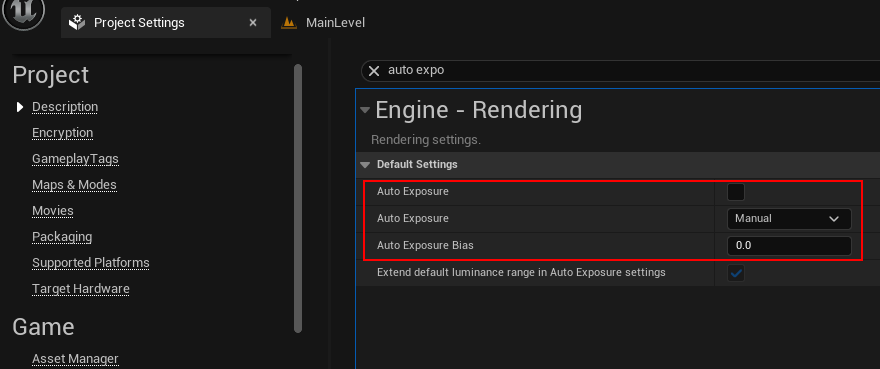 Project Settings
MainLevel
auto expo
Project
Description
Encryption
GameplayTags
Maps & Modes
Movies
Packaging
Supported Platforms
Target Hardware
Game
Asset Manager
Engine - Rendering
Rendering settings.
Default Settings
Auto Exposure
Auto Exposure Manual
Auto Exposure Bias 0.0
Extend default luminance range in Auto Exposure settings